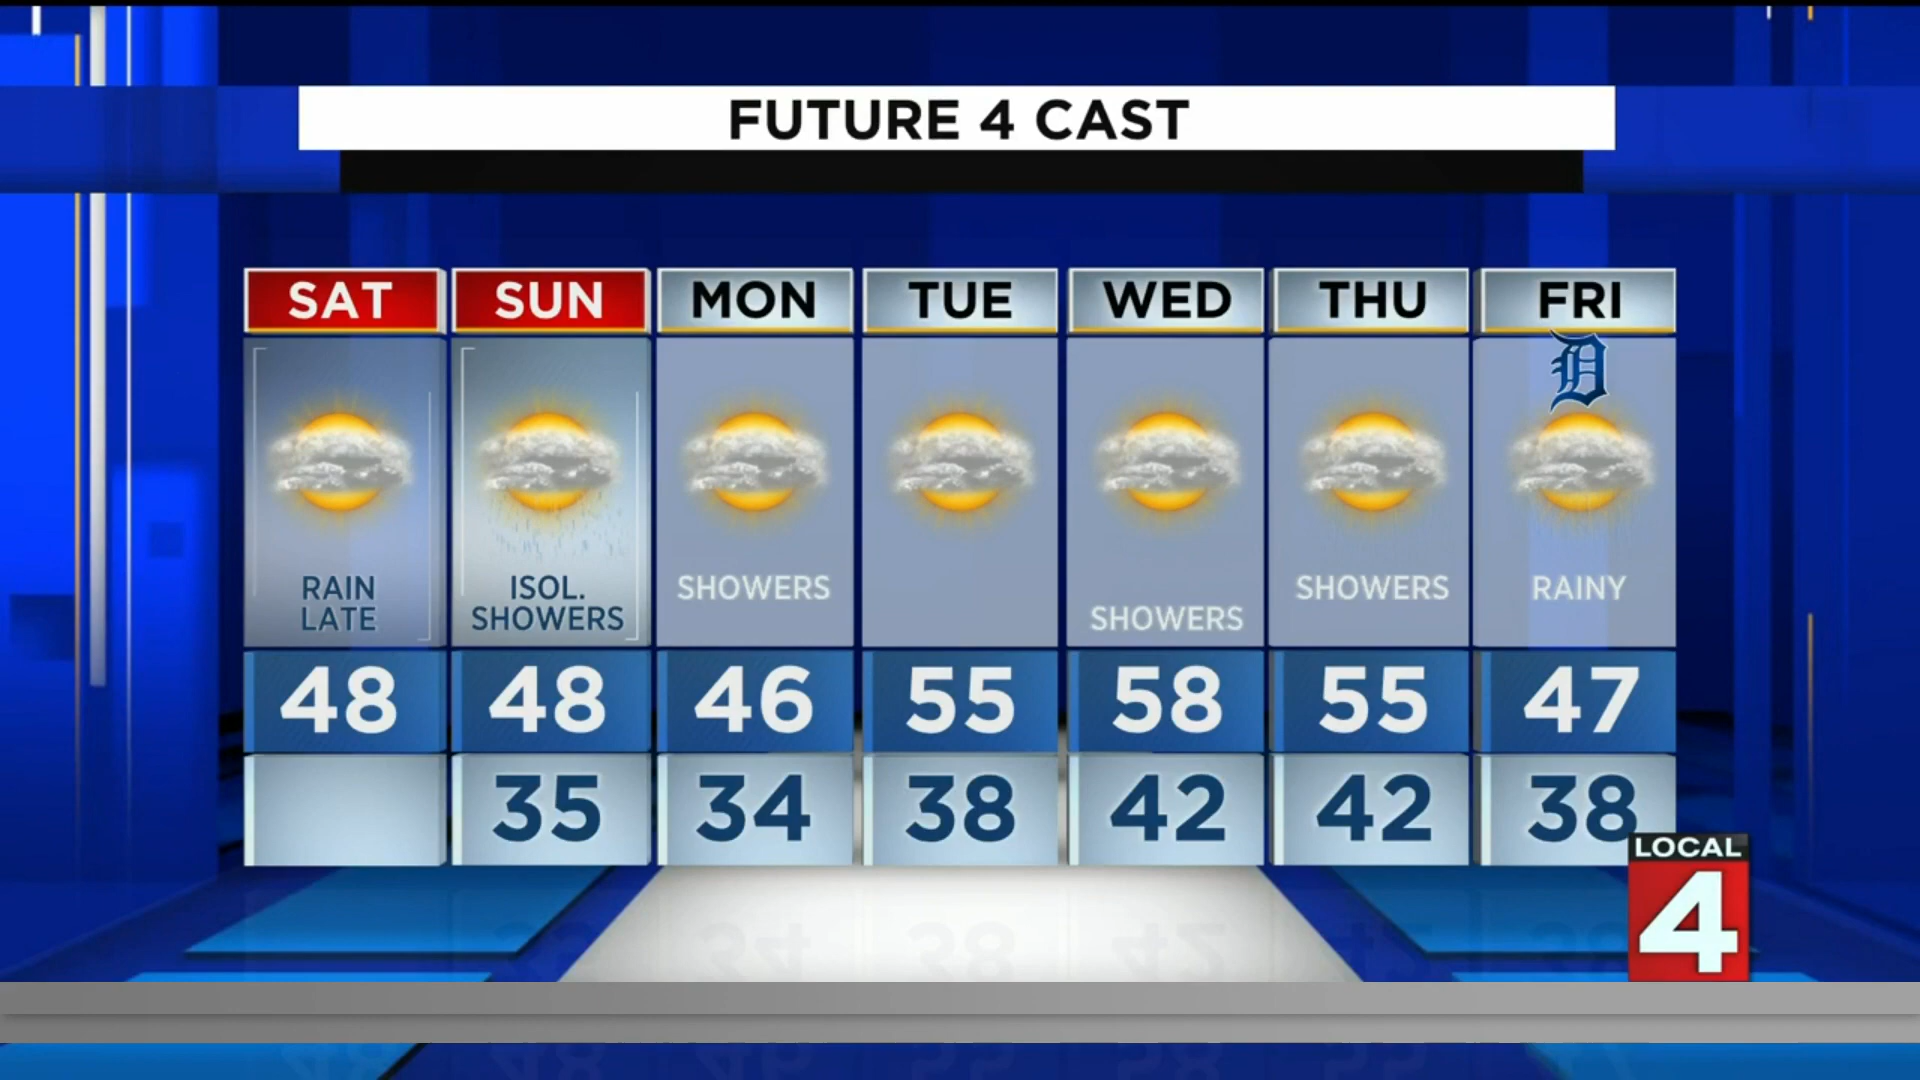 FUTURE 4 CAST
SAT SUN MON TUE WED THU FRI
D
RAIN LATE
ISOL. SHOWERS
SHOWERS
SHOWERS
SHOWERS
RAINY
48 48 46 55 58 55 47
35 34 38 42 42 38
LOCAL
4